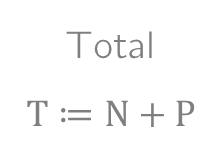 Total
T ≔ N + P